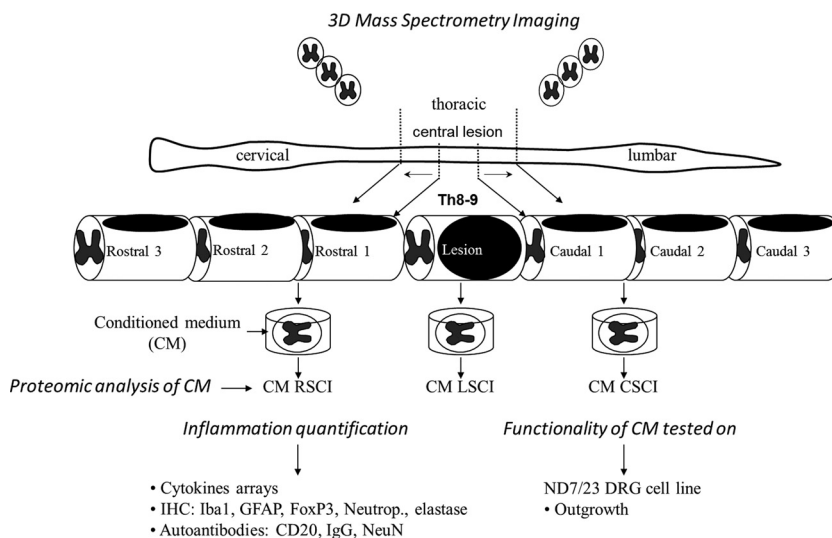 3D Mass Spectrometry Imaging
thoracic
central lesion
cervical
lumbar
Th8-9
Rostral 3
Rostral 2
Rostral 1
Lesion
Caudal 1
Caudal 2
Caudal 3
Conditioned medium
(CM)
Proteomic analysis of CM
CM RSCI
CM LSCI
CM CSCI
Inflammation quantification
Functionality of CM tested on
• Cytokines arrays
• IHC: Iba1, GFAP, FoxP3, Neutrop., elastase
• Autoantibodies: CD20, IgG, NeuN
ND7/23 DRG cell line
• Outgrowth